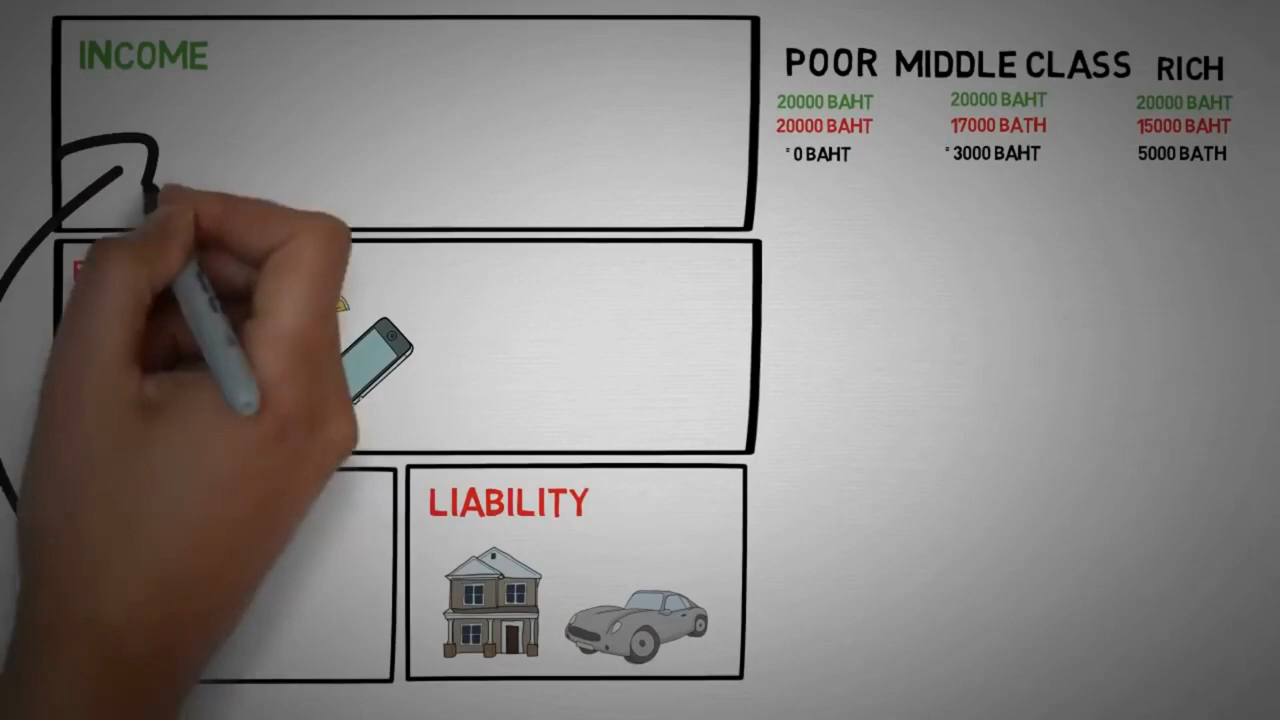 INCOME
POOR MIDDLE CLASS RICH
20000 BAHT 20000 BAHT 20000 BAHT
20000 BAHT 17000 BATH 15000 BAHT
= 0 BAHT = 3000 BAHT 5000 BATH
LIABILITY